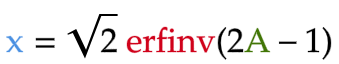 x = √2 erfinv(2A − 1)